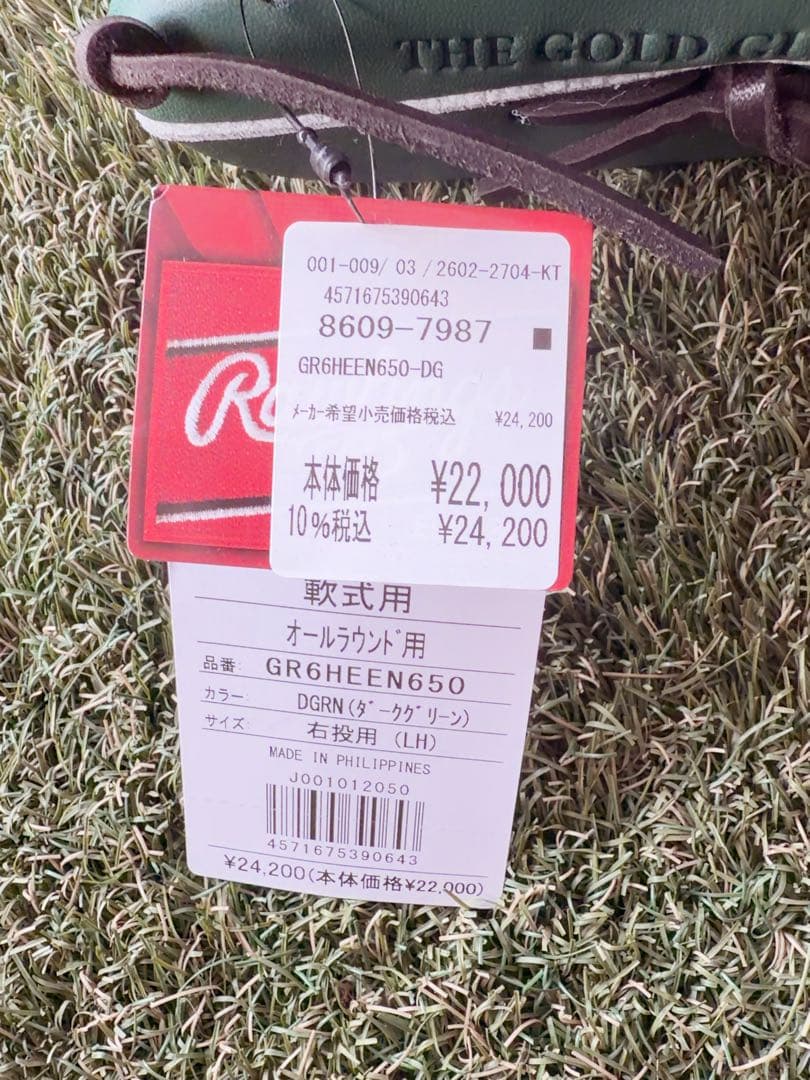 THE GOLD GL
001-009/ 03 /2602-2704-KT
4571675390643
8609-7987 ■
GR6HEEN650-DG
メーカー希望小売価格税込 ¥24,200
本体価格 ¥22,000
10%税込 ¥24,200
Ra
軟式用
オールラウンド用
品番: GR6HEEN650
カラー: DGRN(ダークグリーン)
サイズ: 右投用 (LH)
MADE IN PHILIPPINES
J001012050
4571675390643
¥24,200(本体価格¥22,000)